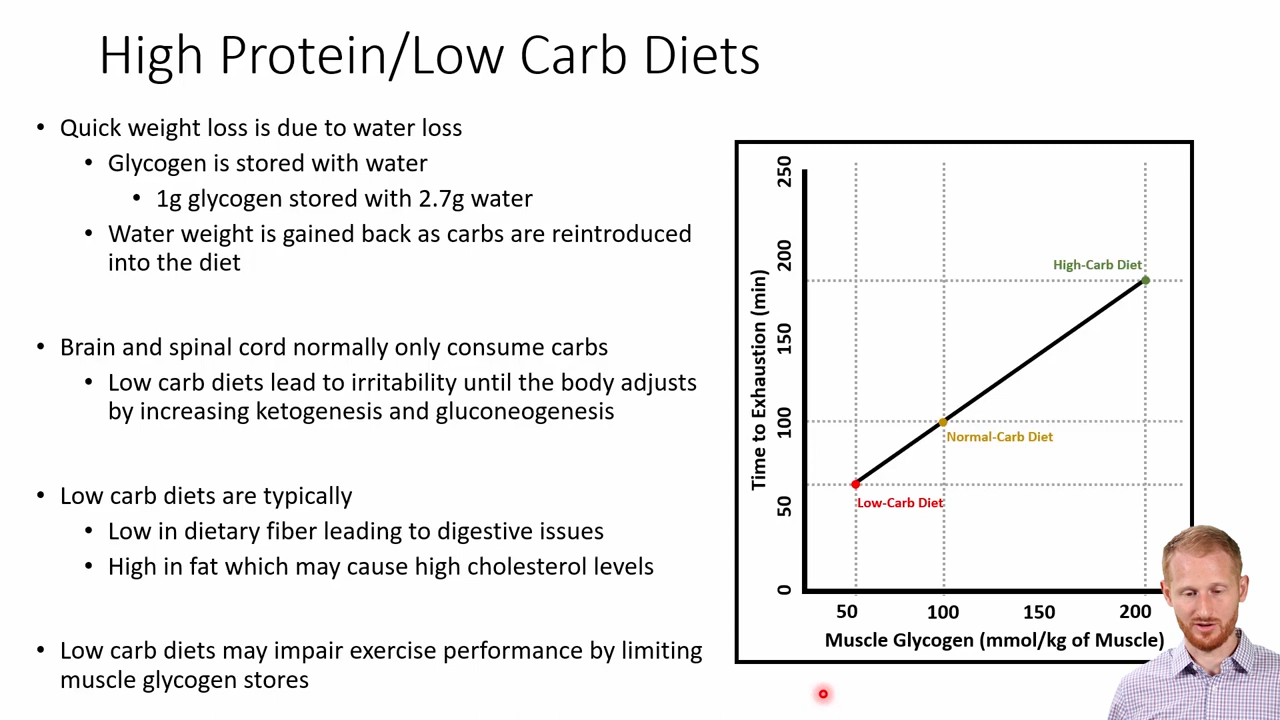 High Protein/Low Carb Diets
• Quick weight loss is due to water loss
• Glycogen is stored with water
• 1g glycogen stored with 2.7g water
• Water weight is gained back as carbs are reintroduced
into the diet
• Brain and spinal cord normally only consume carbs
• Low carb diets lead to irritability until the body adjusts
by increasing ketogenesis and gluconeogenesis
• Low carb diets are typically
• Low in dietary fiber leading to digestive issues
• High in fat which may cause high cholesterol levels
• Low carb diets may impair exercise performance by limiting
muscle glycogen stores
Time to Exhaustion (min)
250
200
150
100
50
0
High-Carb Diet
Normal-Carb Diet
Low-Carb Diet
50 100 150 200
Muscle Glycogen (mmol/kg of Muscle)